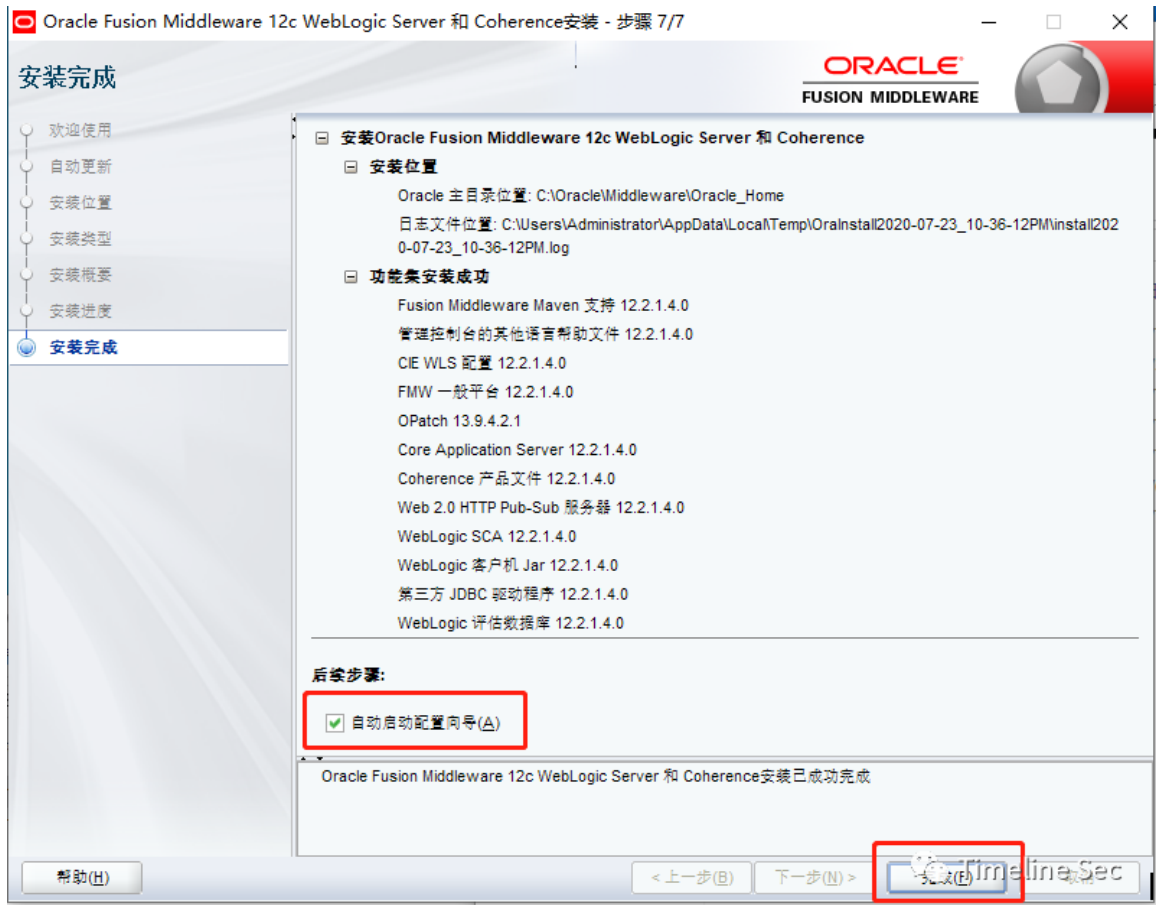 Oracle Fusion Middleware 12c WebLogic Server 和 Coherence安装 - 步骤 7/7
安装完成
ORACLE
FUSION MIDDLEWARE
欢迎使用
自动更新
安装位置
安装类型
安装概要
安装进度
安装完成
安装Oracle Fusion Middleware 12c WebLogic Server 和 Coherence
安装位置
Oracle 主目录位置: C:\Oracle\Middleware\Oracle_Home
日志文件位置: C:\Users\Administrator\AppData\Local\Temp\OraInstall2020-07-23_10-36-12PM\install202
0-07-23_10-36-12PM.log
功能集安装成功
Fusion Middleware Maven 支持 12.2.1.4.0
管理控制台的其他语言帮助文件 12.2.1.4.0
CIE WLS 配置 12.2.1.4.0
FMW 一般平台 12.2.1.4.0
OPatch 13.9.4.2.1
Core Application Server 12.2.1.4.0
Coherence 产品文件 12.2.1.4.0
Web 2.0 HTTP Pub-Sub 服务器 12.2.1.4.0
WebLogic SCA 12.2.1.4.0
WebLogic 客户机 Jar 12.2.1.4.0
第三方 JDBC 驱动程序 12.2.1.4.0
WebLogic 评估数据库 12.2.1.4.0
后续步骤:
自动启动配置向导(A)
Oracle Fusion Middleware 12c WebLogic Server 和 Coherence安装已成功完成
帮助(H)
< 上一步(B)
下一步(N) >
完成(F)
Timeline Sec